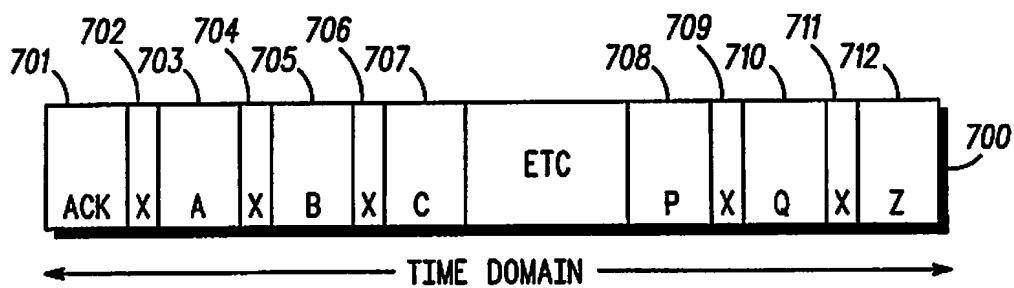 701 702 703 704 705 706 707 708 709 710 711 712
700
ACK X A X B X C ETC P X Q X Z
TIME DOMAIN